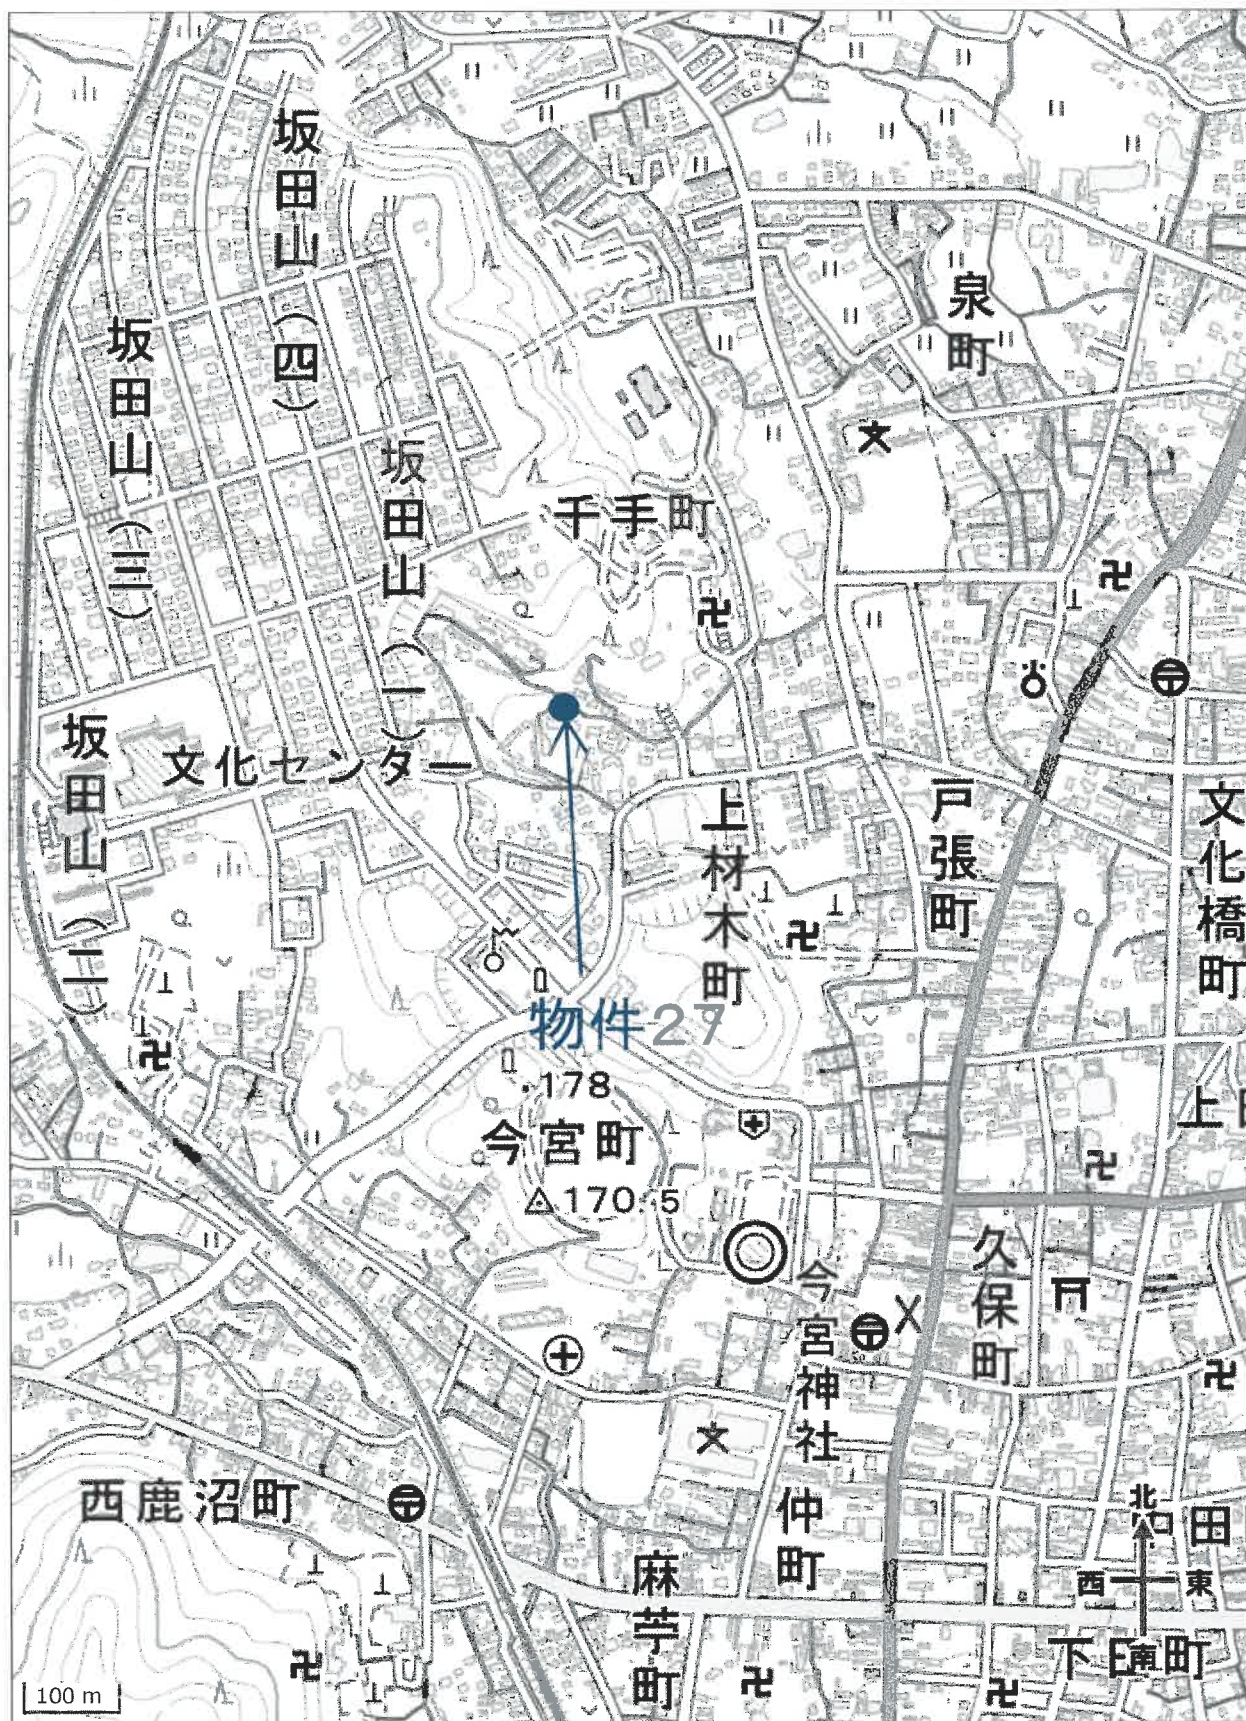 坂田山(四)
坂田山(三)
泉町
坂田山(一)
千手町
坂田山(二)
文化センター
上材木町
戸張町
文化橋町
物件27
178
今宮町
170.5
上
久保町
今宮神社
西鹿沼町
仲町
麻苧町
北
西
東
南
田
町
100 m